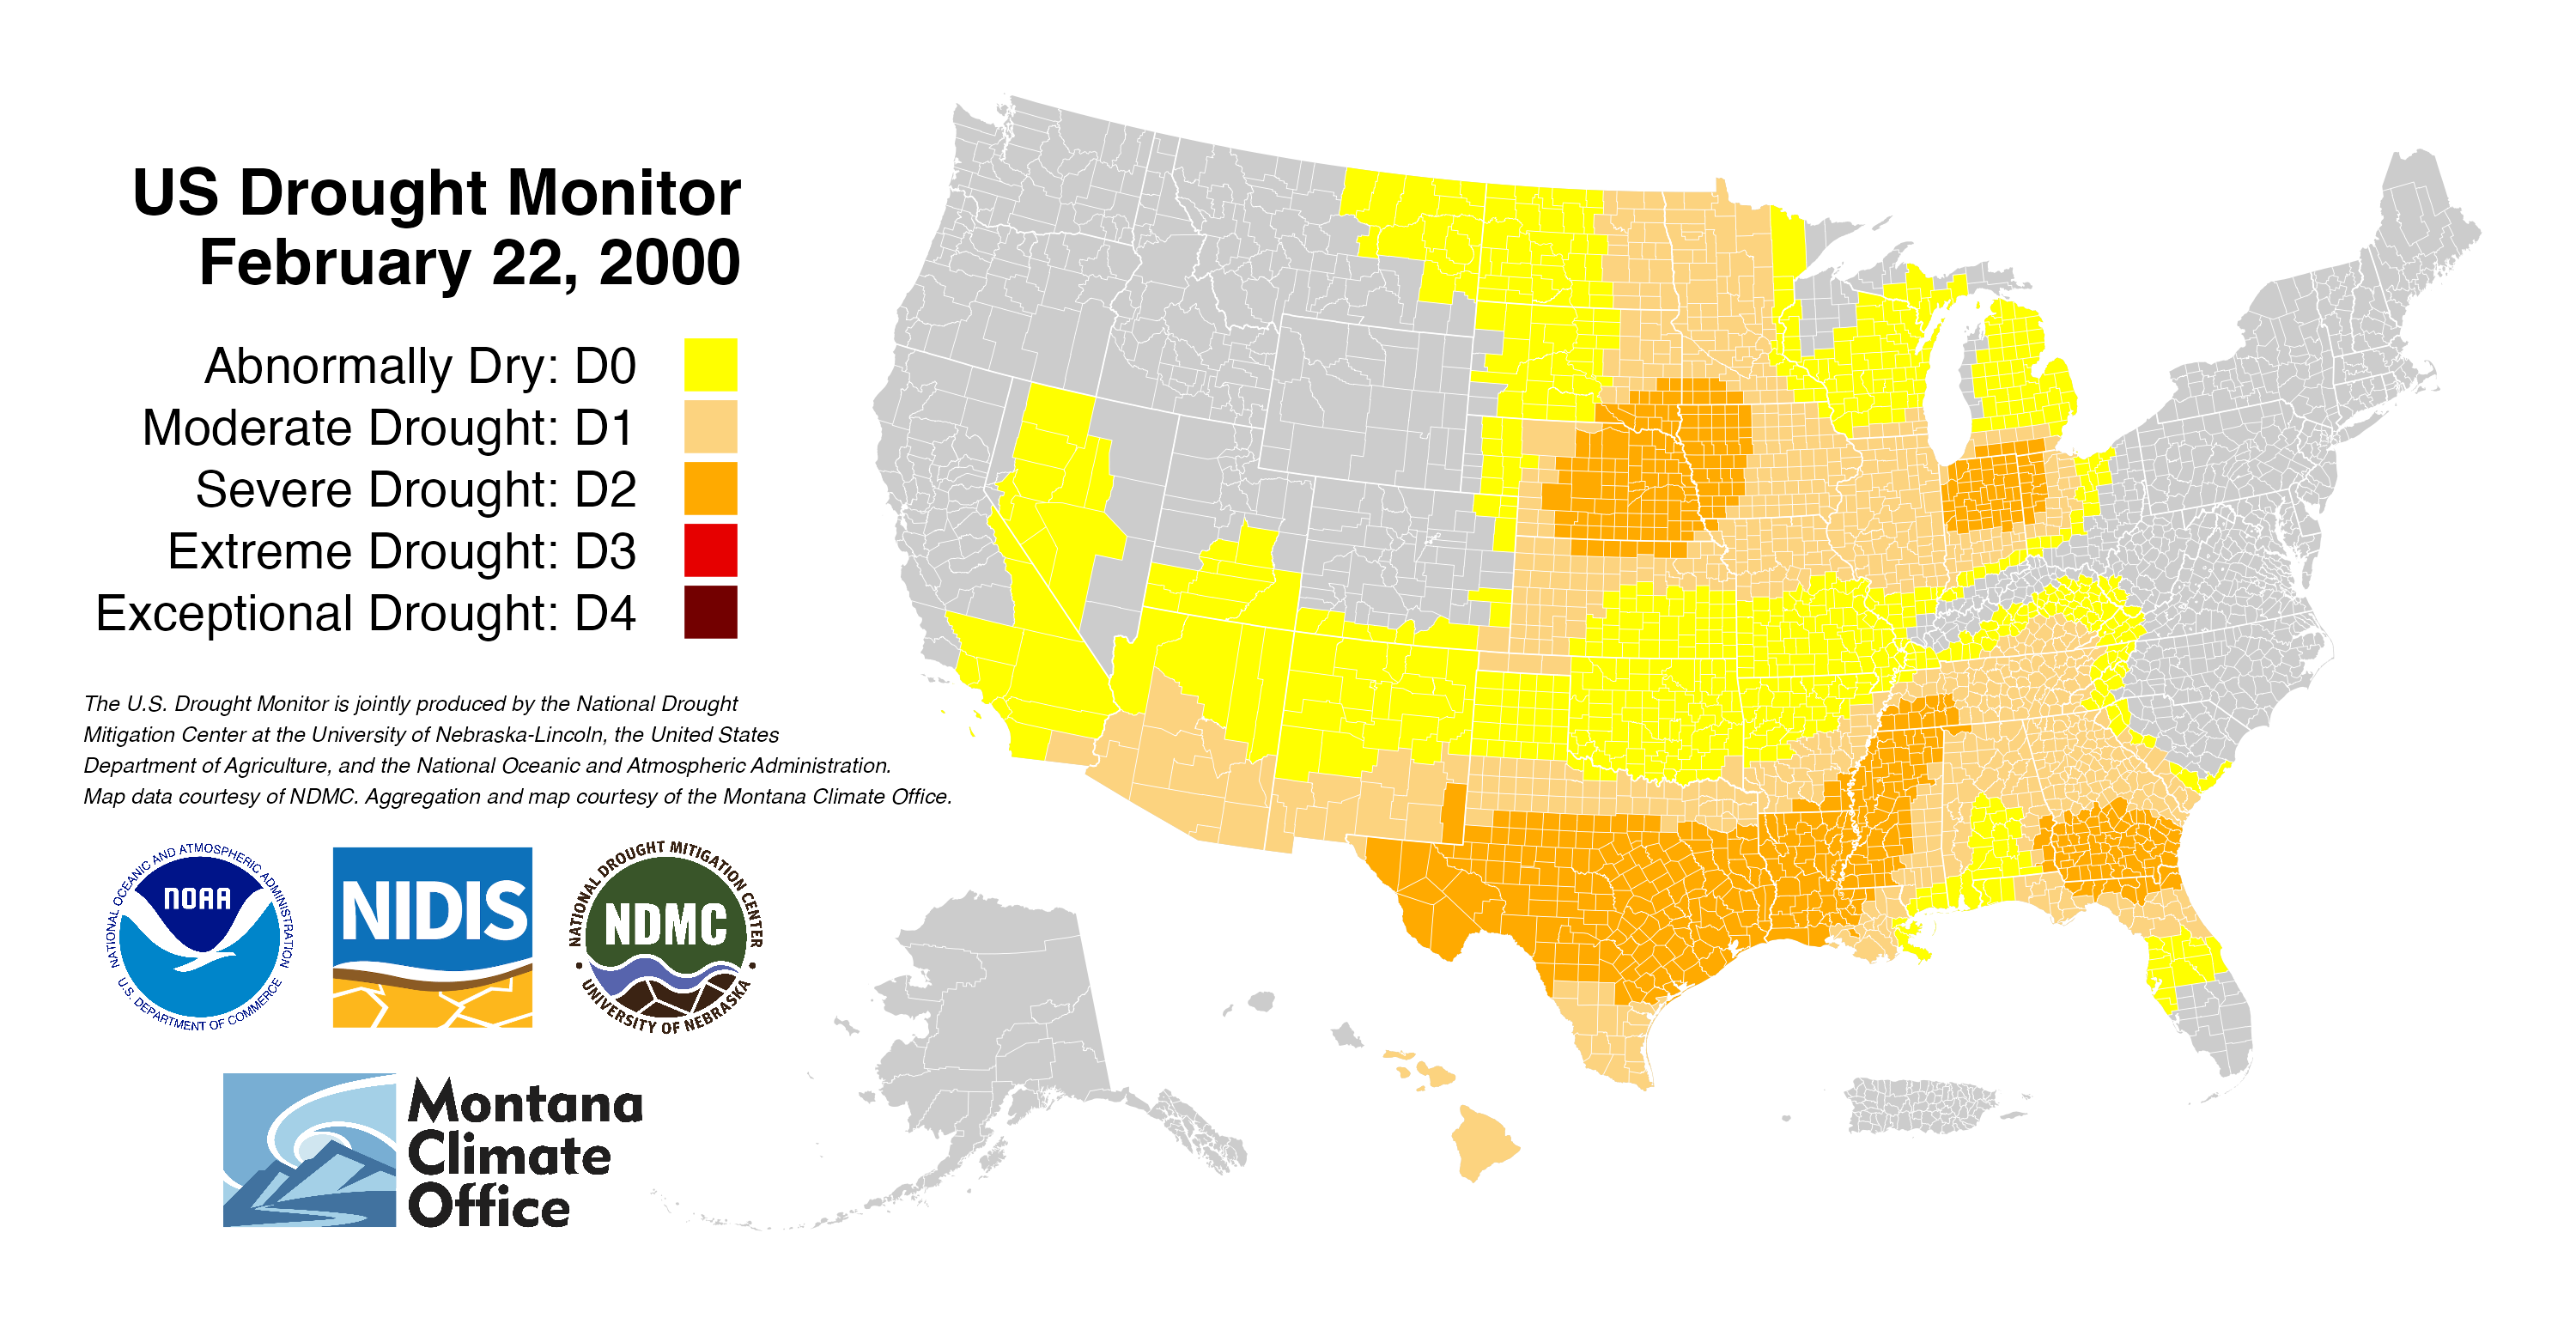 US Drought Monitor
February 22, 2000
Abnormally Dry: D0
Moderate Drought: D1
Severe Drought: D2
Extreme Drought: D3
Exceptional Drought: D4
The U.S. Drought Monitor is jointly produced by the National Drought
Mitigation Center at the University of Nebraska-Lincoln, the United States
Department of Agriculture, and the National Oceanic and Atmospheric Administration.
Map data courtesy of NDMC. Aggregation and map courtesy of the Montana Climate Office.
NATIONAL OCEANIC AND ATMOSPHERIC ADMINISTRATION
NOAA
U.S. DEPARTMENT OF COMMERCE
NIDIS
NATIONAL DROUGHT MITIGATION CENTER
NDMC
UNIVERSITY OF NEBRASKA
Montana
Climate
Office